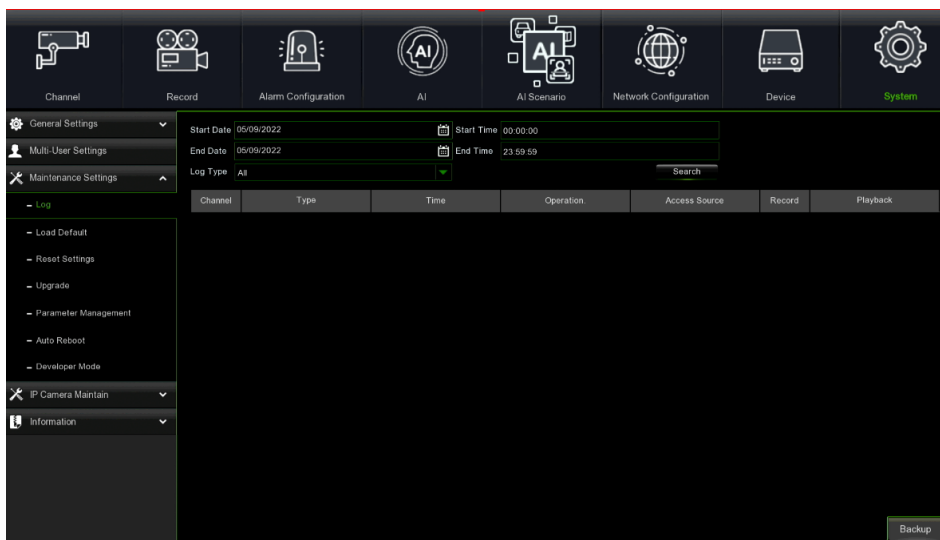 AI
AI
Channel
Record
Alarm Configuration
AI
AI Scenario
Network Configuration
Device
System
General Settings
Multi-User Settings
Maintenance Settings
Log
Load Default
Reset Settings
Upgrade
Parameter Management
Auto Reboot
Developer Mode
IP Camera Maintain
Information
Start Date 05/09/2022 Start Time 00:00:00
End Date 05/09/2022 End Time 23:59:59
Log Type All Search
Channel Type Time Operation. Access Source Record Playback
Backup